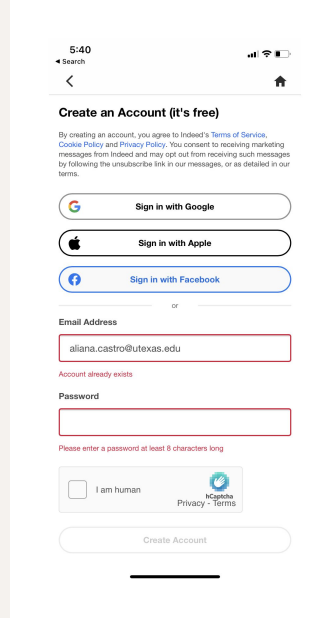 5:40
◀ Search
Create an Account (it's free)
By creating an account, you agree to Indeed's Terms of Service,
Cookie Policy and Privacy Policy. You consent to receiving marketing
messages from Indeed and may opt out from receiving such messages
by following the unsubscribe link in our messages, or as detailed in our
terms.
Sign in with Google
Sign in with Apple
Sign in with Facebook
or
Email Address
aliana.castro@utexas.edu
Account already exists
Password
Please enter a password at least 8 characters long
I am human
hCaptcha
Privacy - Terms
Create Account